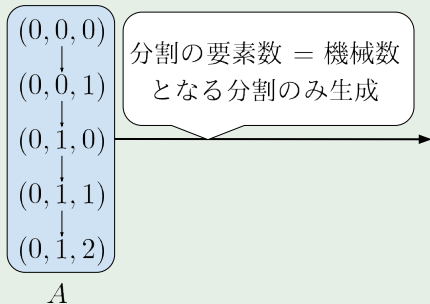 (0, 0, 0)
(0, 0, 1)
(0, 1, 0)
(0, 1, 1)
(0, 1, 2)
A
分割の要素数 = 機械数
となる分割のみ生成